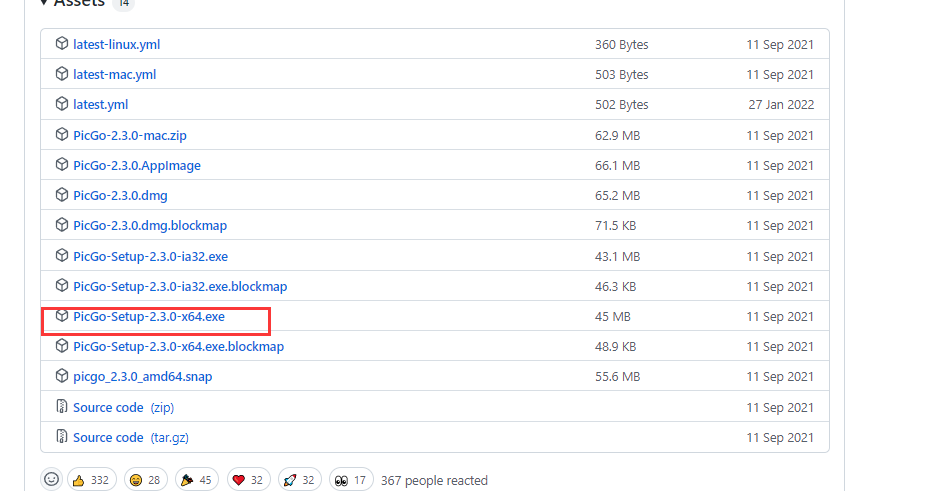 Assets 14
latest-linux.yml 360 Bytes 11 Sep 2021
latest-mac.yml 503 Bytes 11 Sep 2021
latest.yml 502 Bytes 27 Jan 2022
PicGo-2.3.0-mac.zip 62.9 MB 11 Sep 2021
PicGo-2.3.0.AppImage 66.1 MB 11 Sep 2021
PicGo-2.3.0.dmg 65.2 MB 11 Sep 2021
PicGo-2.3.0.dmg.blockmap 71.5 KB 11 Sep 2021
PicGo-Setup-2.3.0-ia32.exe 43.1 MB 11 Sep 2021
PicGo-Setup-2.3.0-ia32.exe.blockmap 46.3 KB 11 Sep 2021
PicGo-Setup-2.3.0-x64.exe 45 MB 11 Sep 2021
PicGo-Setup-2.3.0-x64.exe.blockmap 48.9 KB 11 Sep 2021
picgo_2.3.0_amd64.snap 55.6 MB 11 Sep 2021
Source code (zip) 11 Sep 2021
Source code (tar.gz) 11 Sep 2021
332 28 45 32 32 17 367 people reacted